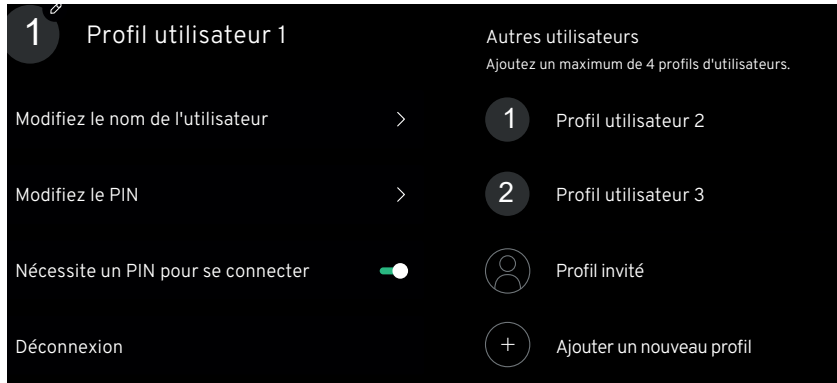 1
Profil utilisateur 1
Modifiez le nom de l'utilisateur
Modifiez le PIN
Nécessite un PIN pour se connecter
Déconnexion
Autres utilisateurs
Ajoutez un maximum de 4 profils d'utilisateurs.
1 Profil utilisateur 2
2 Profil utilisateur 3
Profil invité
+ Ajouter un nouveau profil